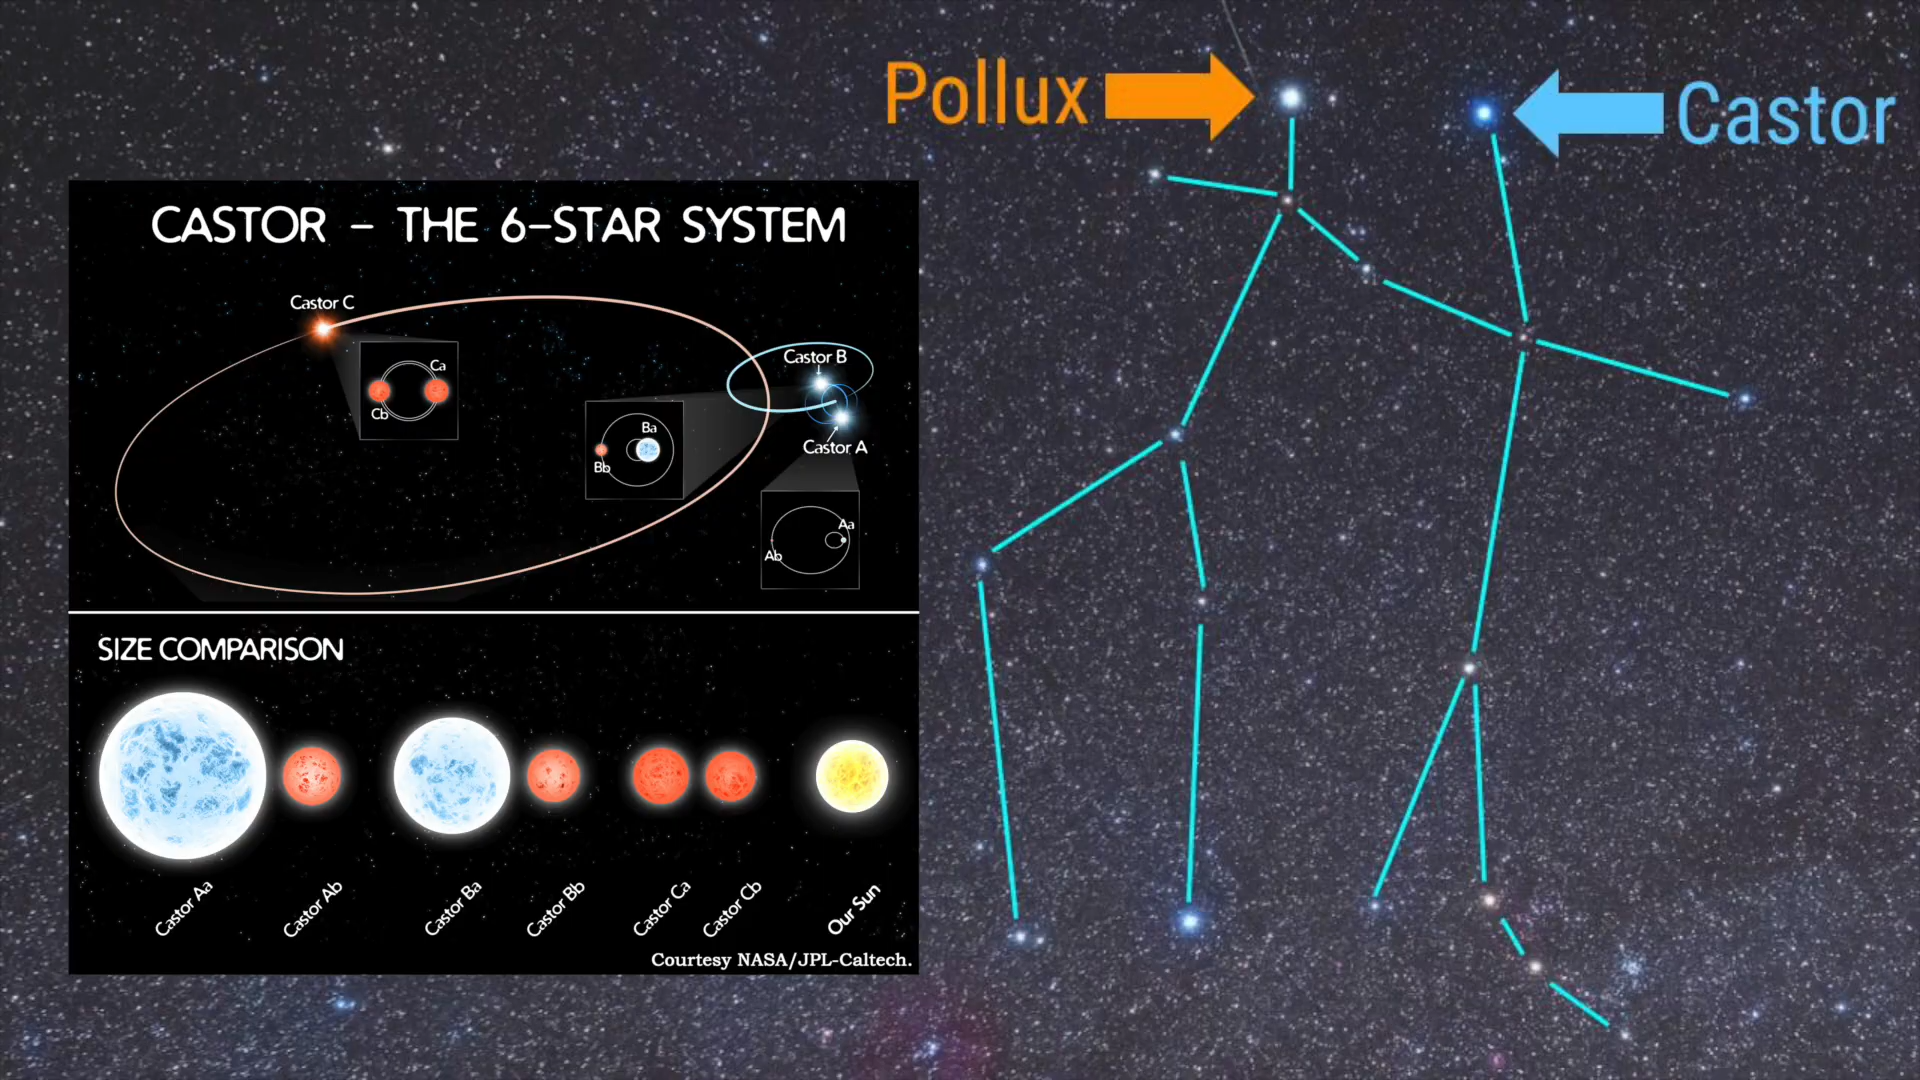 Pollux
Castor
CASTOR – THE 6-STAR SYSTEM
Castor C
Ca
Cb
Castor B
Castor A
Ba
Bb
Aa
Ab
SIZE COMPARISON
Castor Aa
Castor Ab
Castor Ba
Castor Bb
Castor Ca
Castor Cb
Our Sun
Courtesy NASA/JPL-Caltech.